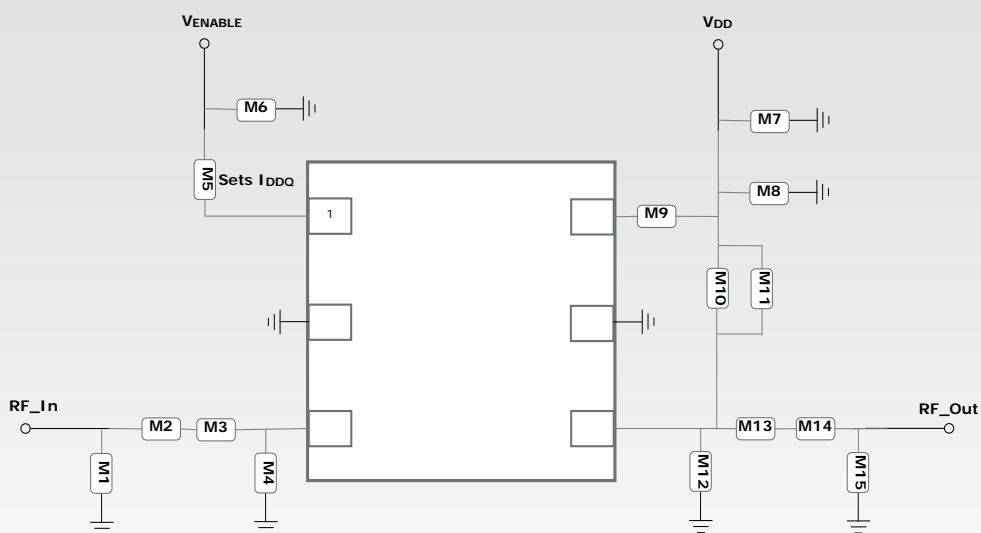 VENABLE
VDD
M6
M7
M5
Sets IDDQ
M8
1
M9
M10
M11
RF_In
RF_Out
M2
M3
M13
M14
M1
M4
M12
M15